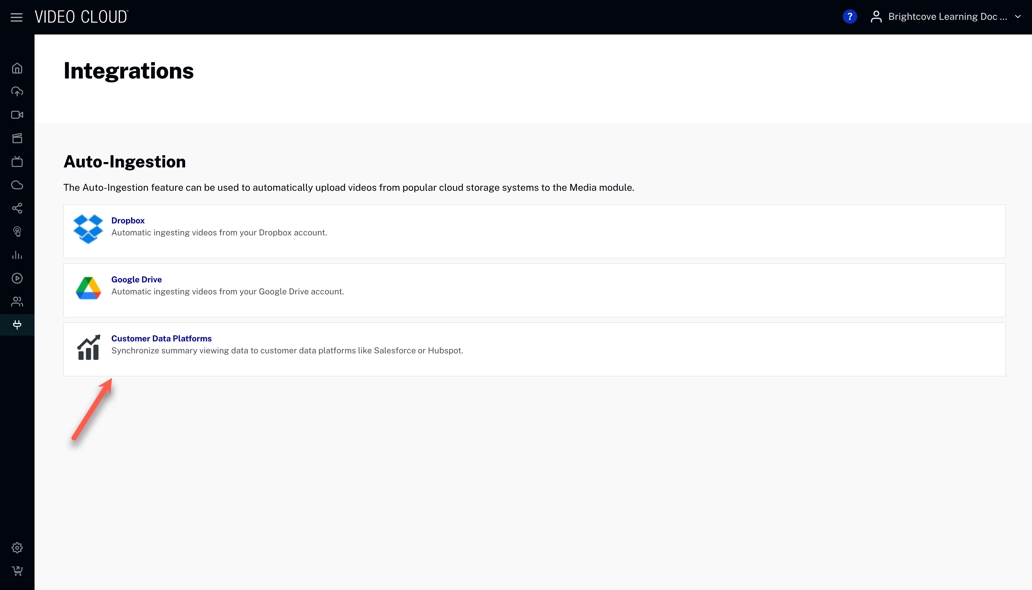 VIDEO CLOUD
?
Brightcove Learning Doc ...
Integrations
Auto-Ingestion
The Auto-Ingestion feature can be used to automatically upload videos from popular cloud storage systems to the Media module.
Dropbox
Automatic ingesting videos from your Dropbox account.
Google Drive
Automatic ingesting videos from your Google Drive account.
Customer Data Platforms
Synchronize summary viewing data to customer data platforms like Salesforce or Hubspot.